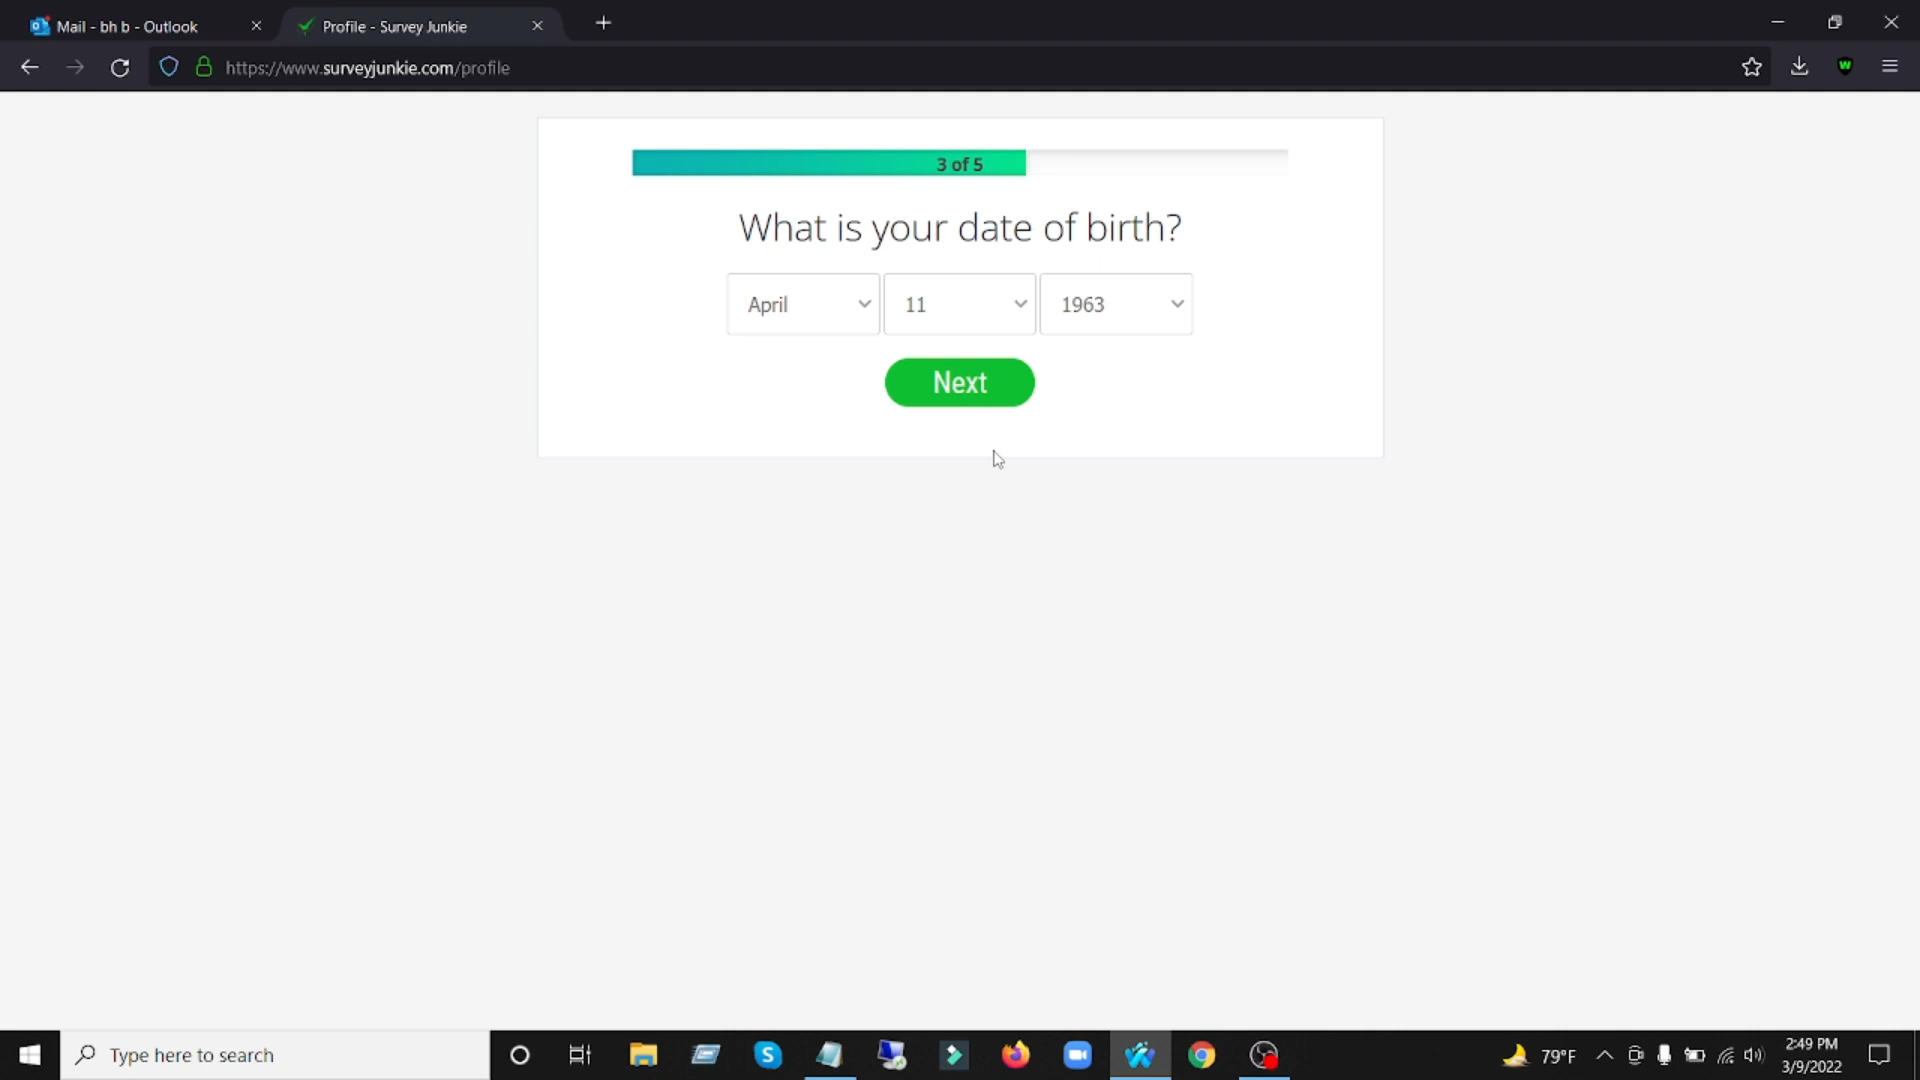 Mail - bh b - Outlook
Profile - Survey Junkie
https://www.surveyjunkie.com/profile
3 of 5
What is your date of birth?
April
11
1963
Next
Type here to search
79°F
2:49 PM
3/9/2022